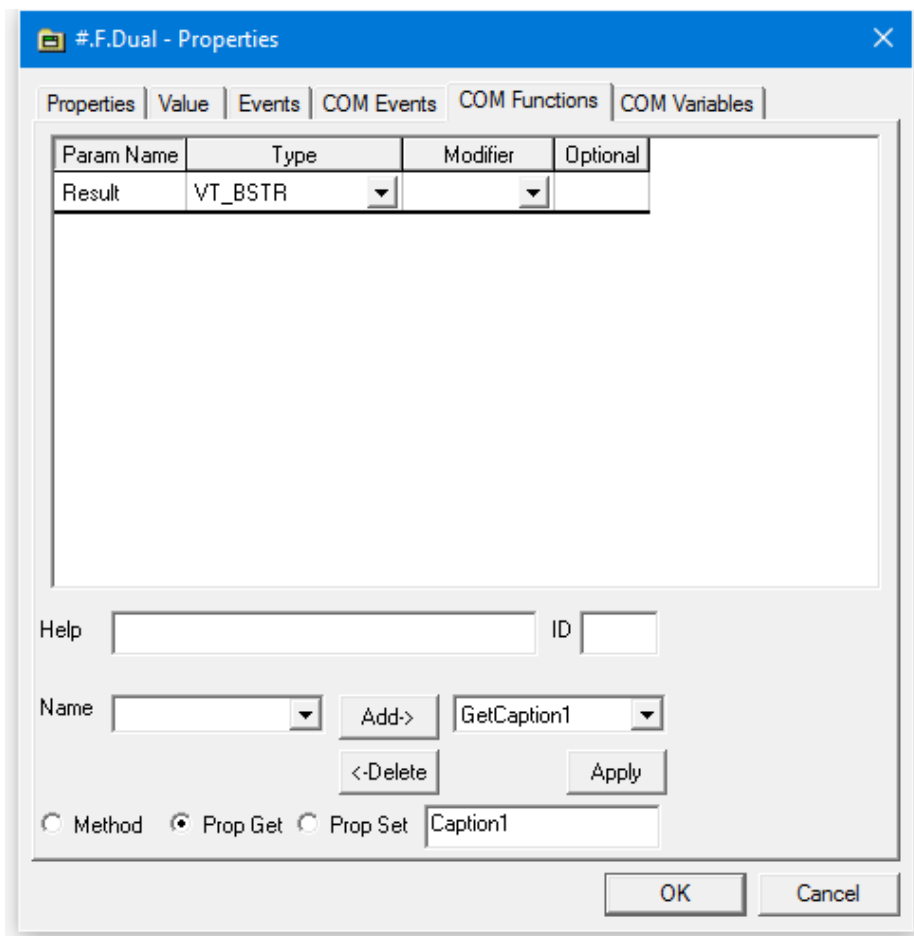 #.F.Dual - Properties
Properties Value Events COM Events COM Functions COM Variables
Param Name Type Modifier Optional
Result VT_BSTR
Help ID
Name Add-> GetCaption1
<-Delete Apply
Method Prop Get Prop Set Caption1
OK Cancel